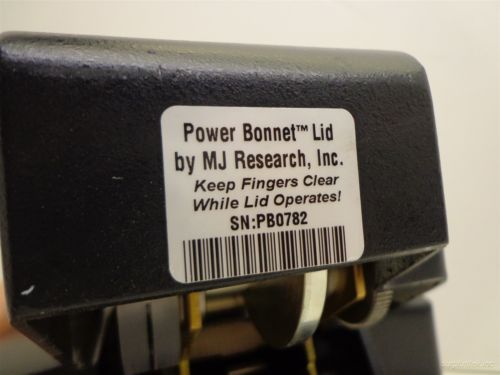 Power Bonnet™ Lid
by MJ Research, Inc.
Keep Fingers Clear
While Lid Operates!
SN:PB0782